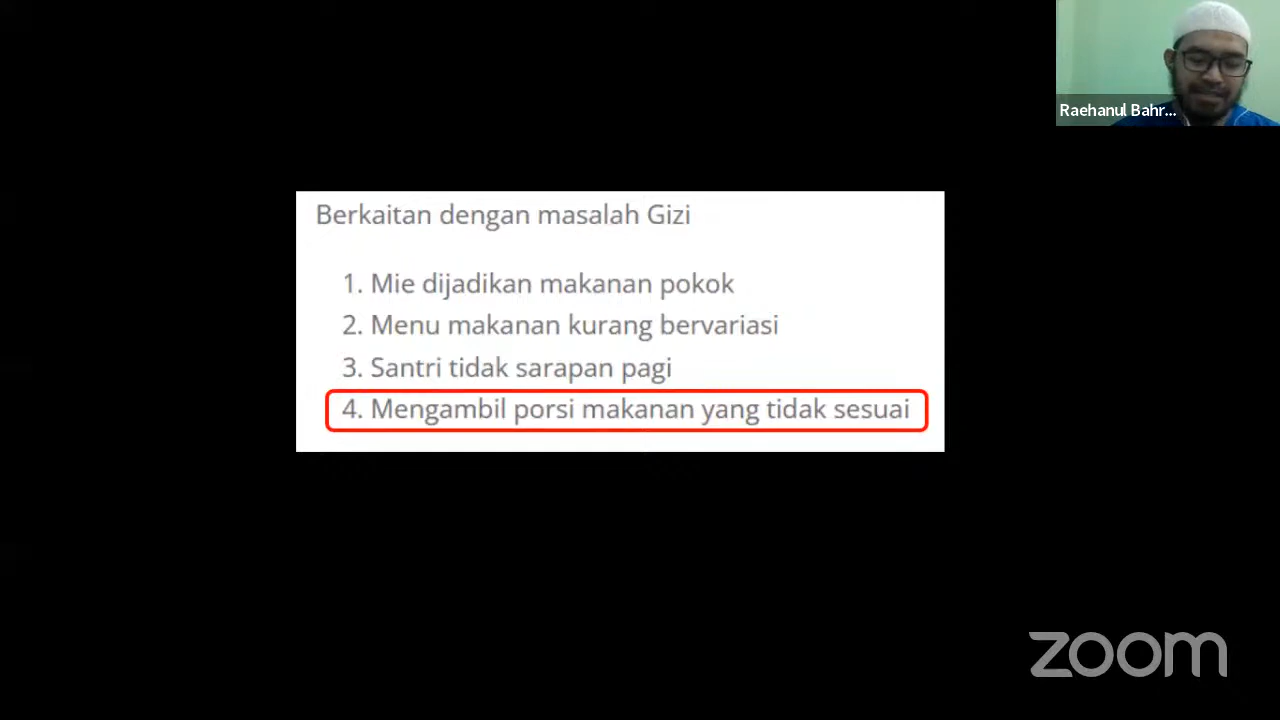 Raehanul Bahr...
Berkaitan dengan masalah Gizi
1. Mie dijadikan makanan pokok
2. Menu makanan kurang bervariasi
3. Santri tidak sarapan pagi
4. Mengambil porsi makanan yang tidak sesuai
zoom